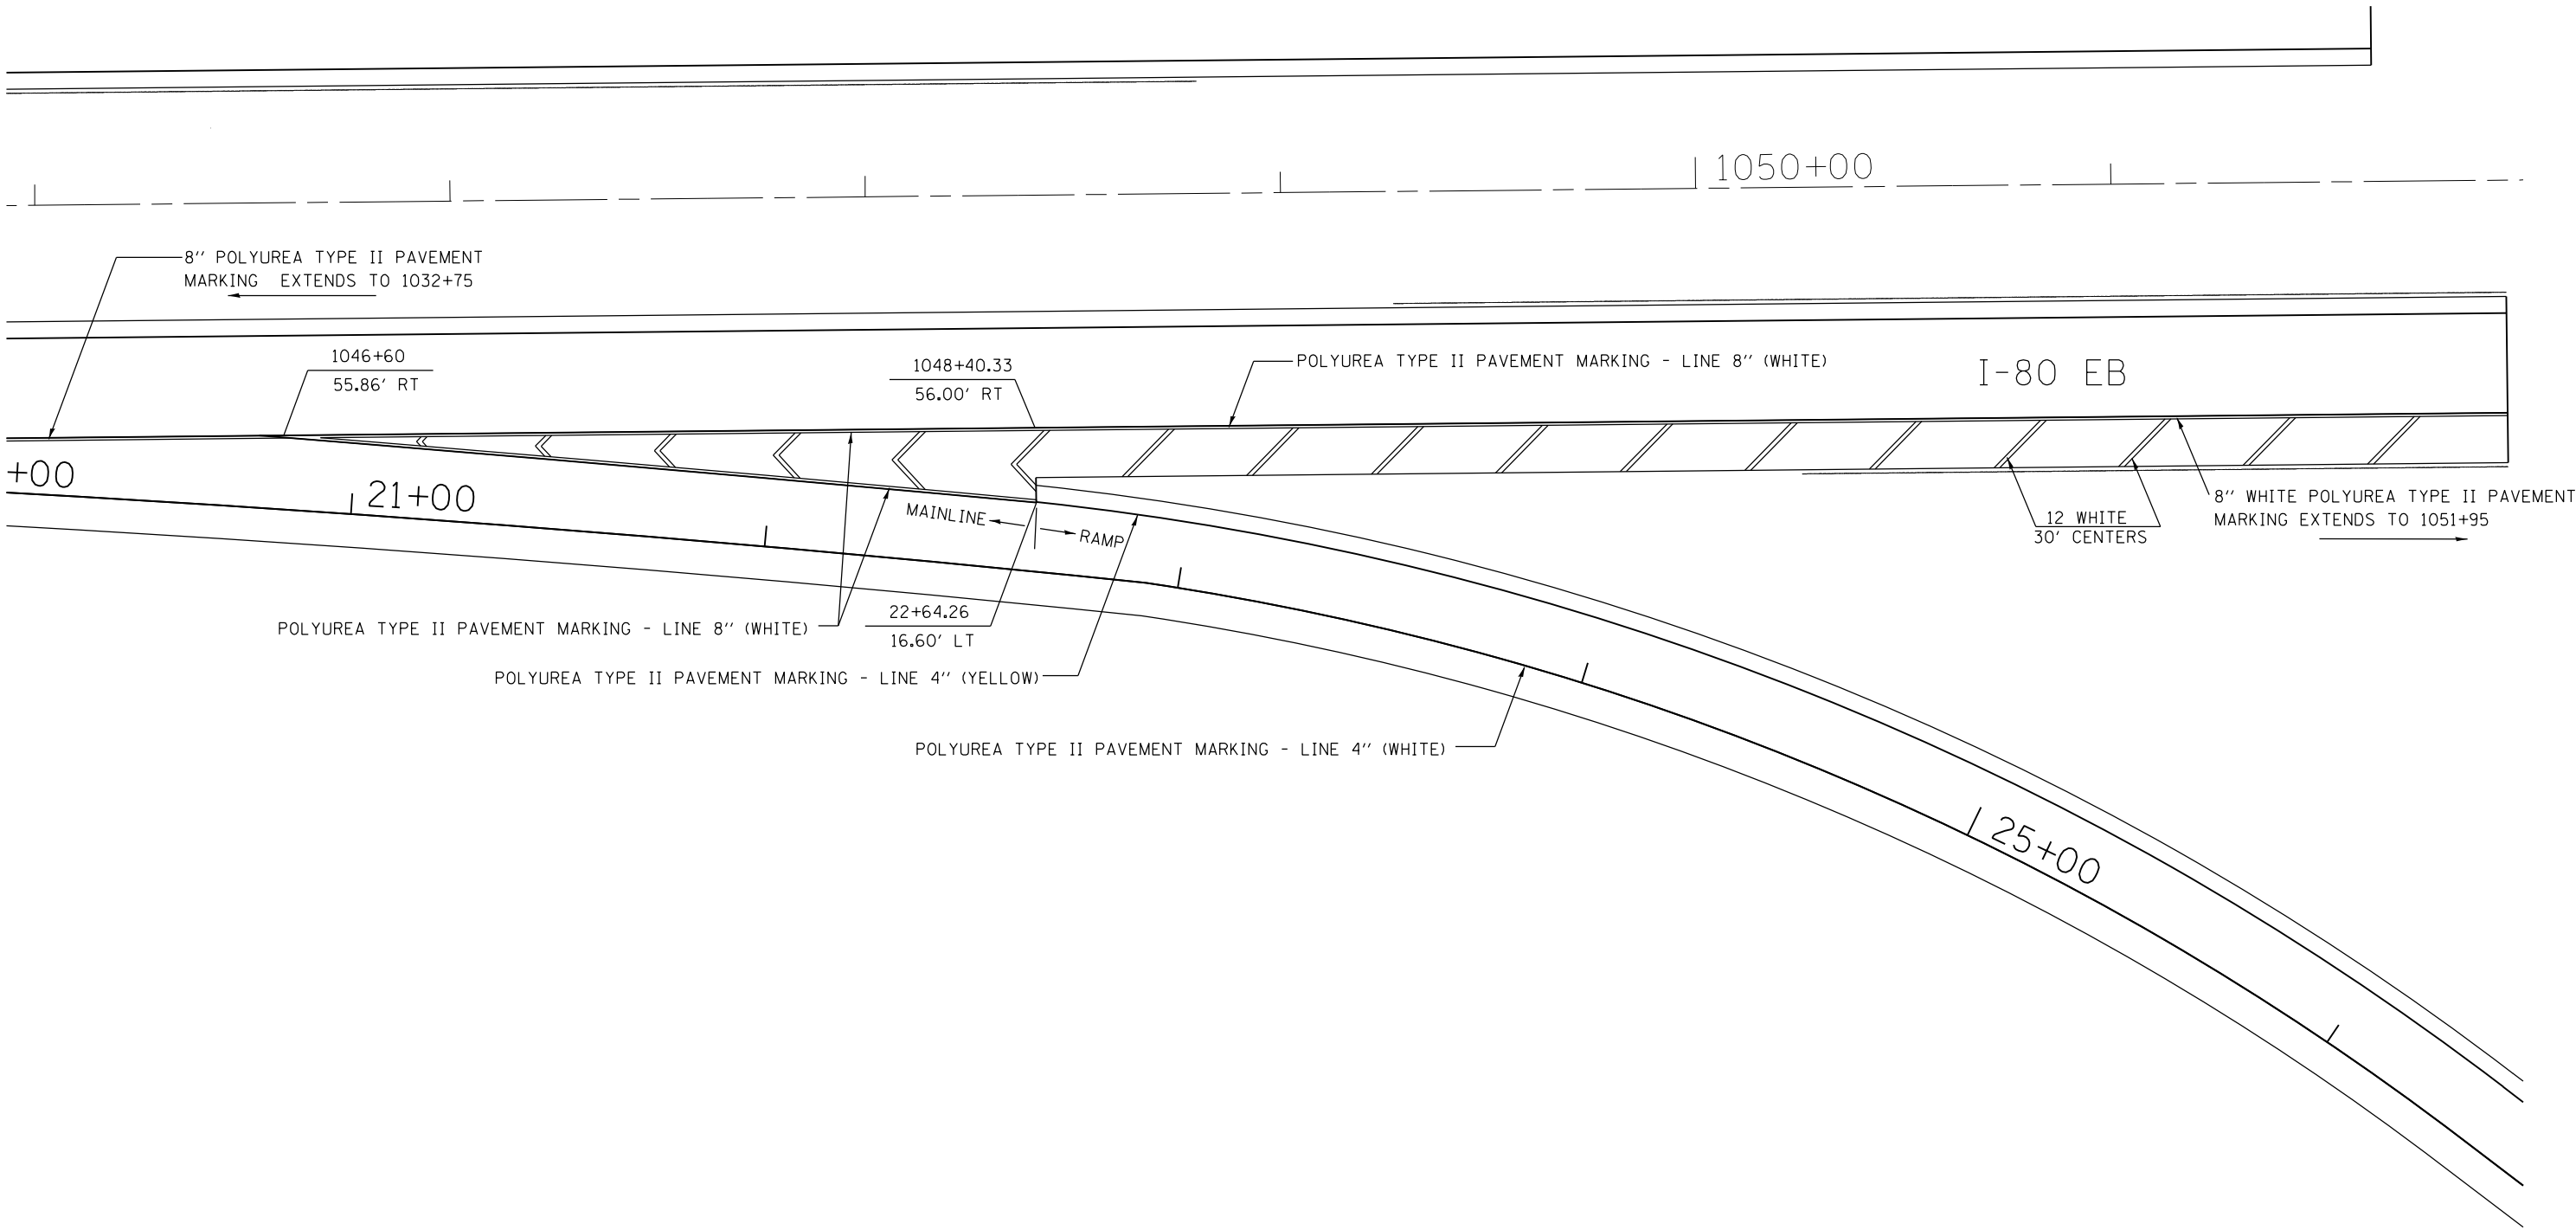 1050+00
8'' POLYUREA TYPE II PAVEMENT
MARKING EXTENDS TO 1032+75
1046+60
55.86' RT
1048+40.33
56.00' RT
POLYUREA TYPE II PAVEMENT MARKING - LINE 8'' (WHITE)
I-80 EB
+00
21+00
MAINLINE
RAMP
12 WHITE
30' CENTERS
8'' WHITE POLYUREA TYPE II PAVEMENT
MARKING EXTENDS TO 1051+95
POLYUREA TYPE II PAVEMENT MARKING - LINE 8'' (WHITE)
22+64.26
16.60' LT
POLYUREA TYPE II PAVEMENT MARKING - LINE 4'' (YELLOW)
POLYUREA TYPE II PAVEMENT MARKING - LINE 4'' (WHITE)
25+00